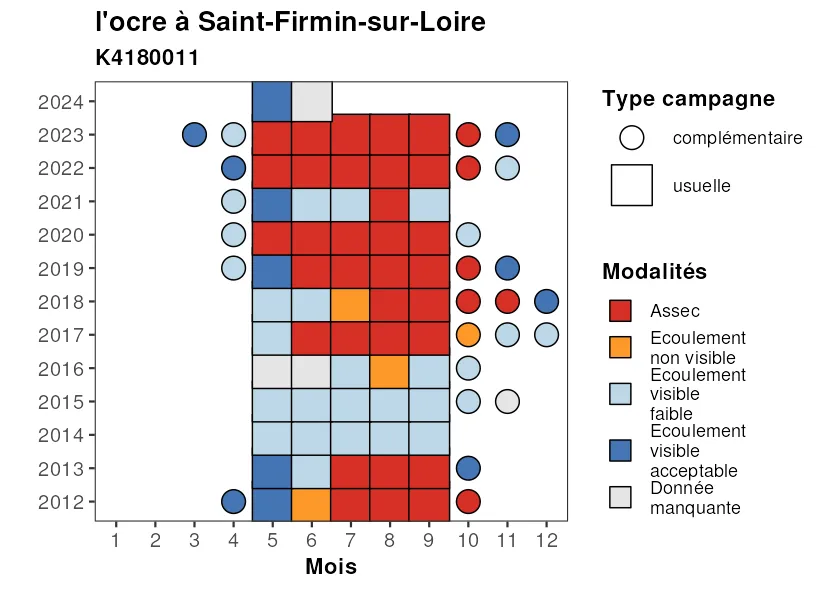 l'ocre à Saint-Firmin-sur-Loire
K4180011
2024
2023
2022
2021
2020
2019
2018
2017
2016
2015
2014
2013
2012
1 2 3 4 5 6 7 8 9 10 11 12
Mois
Type campagne
complémentaire
usuelle
Modalités
Assec
Ecoulement
non visible
Ecoulement
visible
faible
Ecoulement
visible
acceptable
Donnée
manquante